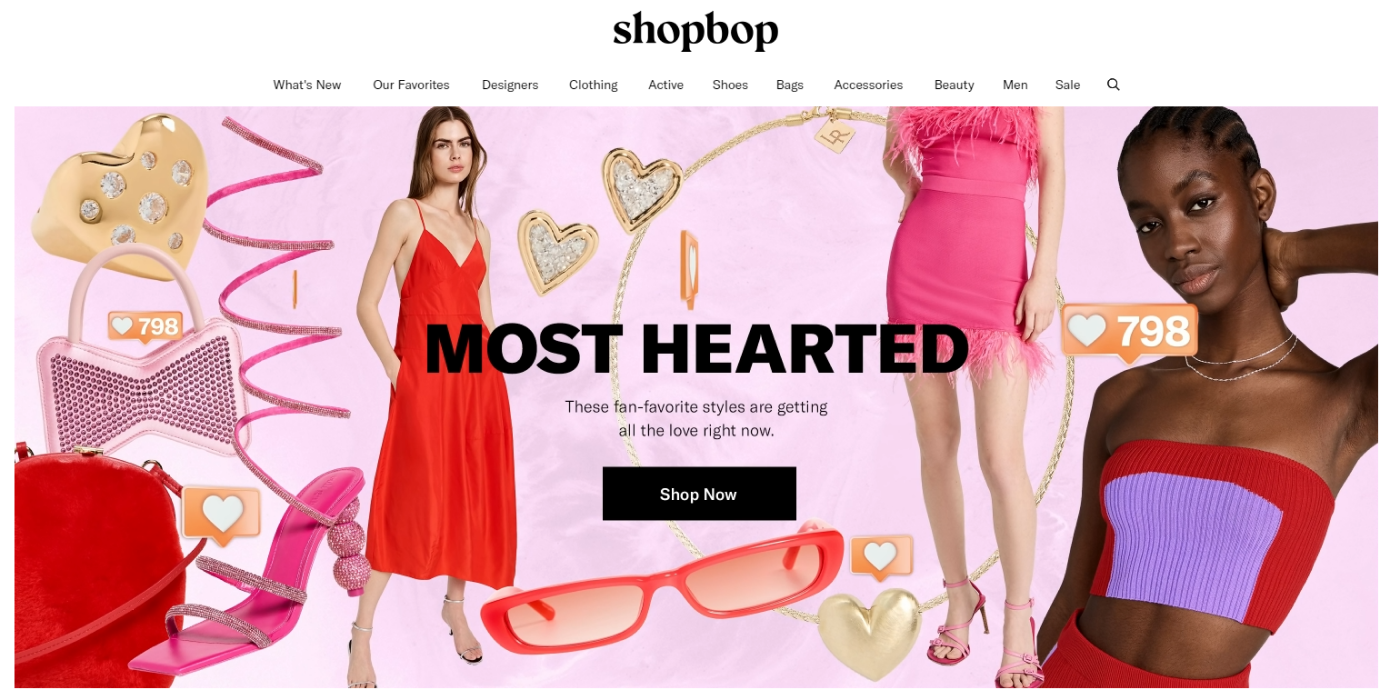 shopbop
What's New Our Favorites Designers Clothing Active Shoes Bags Accessories Beauty Men Sale
798
MOST HEARTED
798
These fan-favorite styles are getting
all the love right now.
Shop Now